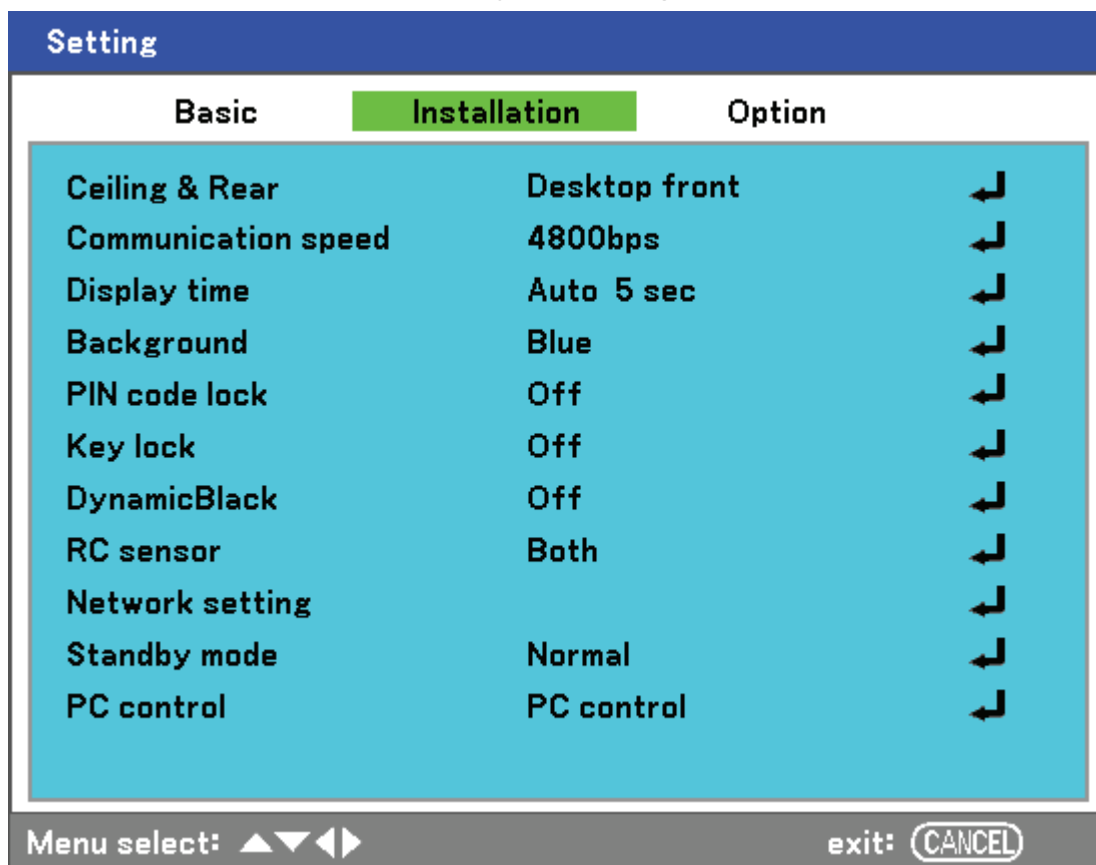 Setting
Basic Installation Option
Ceiling & Rear Desktop front
Communication speed 4800bps
Display time Auto 5 sec
Background Blue
PIN code lock Off
Key lock Off
DynamicBlack Off
RC sensor Both
Network setting
Standby mode Normal
PC control PC control
Menu select: ▲▼◀▶ exit: CANCEL